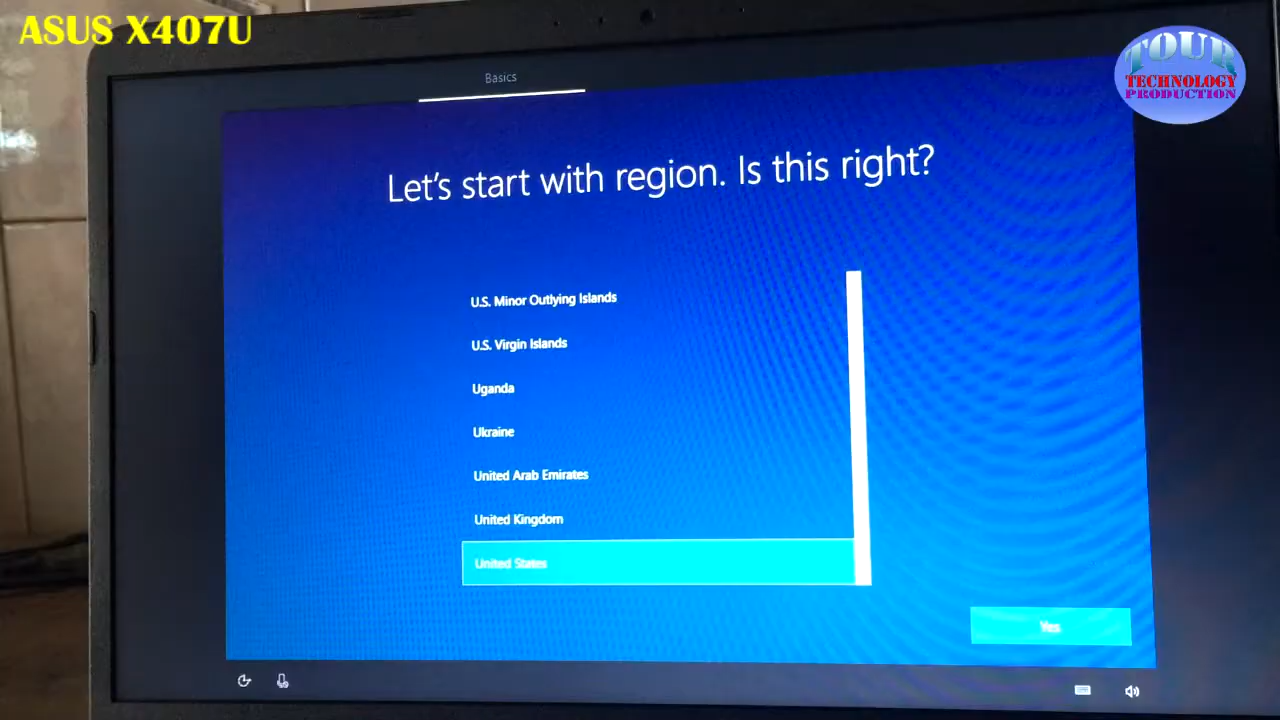 ASUS X407U
TOUR
TECHNOLOGY
PRODUCTION
Basics
Let's start with region. Is this right?
U.S. Minor Outlying Islands
U.S. Virgin Islands
Uganda
Ukraine
United Arab Emirates
United Kingdom
United States
Yes